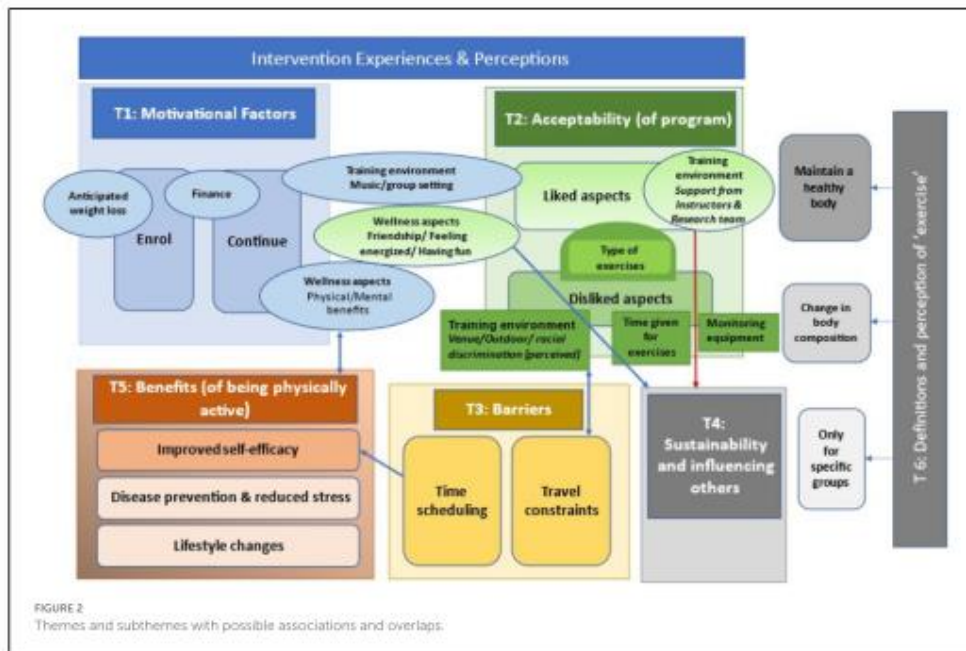 Intervention Experiences & Perceptions
T1: Motivational Factors
Anticipated
weight loss
Finance
Enrol
Continue
Training environment
Music/group setting
Wellness aspects
Friendship/ Feeling
energized/ Having fun
Wellness aspects
Physical/Mental
benefits
T2: Acceptability (of program)
Liked aspects
Training
environment
Support from
Instructors &
Research team
Type of
exercises
Disliked aspects
Training environment
Venue/Outdoor/ racial
discrimination (perceived)
Time given
for
exercises
Monitoring
equipment
T5: Benefits (of being physically
active)
Improved self-efficacy
Disease prevention & reduced stress
Lifestyle changes
T3: Barriers
Time
scheduling
Travel
constraints
T4:
Sustainability
and influencing
others
Maintain a
healthy
body
Change in
body
composition
Only
for
specific
groups
T 6: Definitions and perception of 'exercise'
FIGURE 2
Themes and subthemes with possible associations and overlaps.